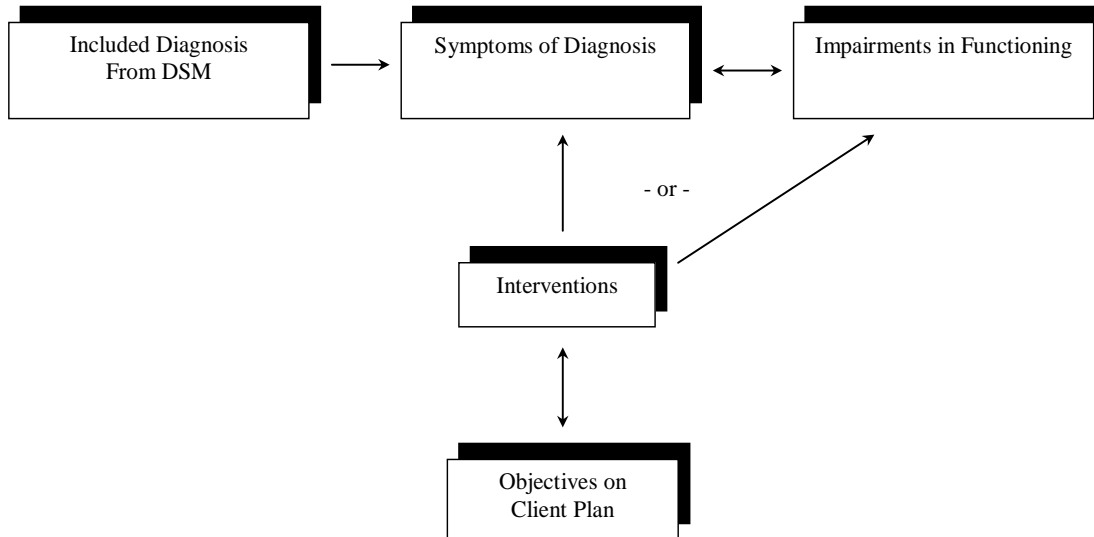 Included Diagnosis
From DSM
Symptoms of Diagnosis
Impairments in Functioning
- or -
Interventions
Objectives on
Client Plan